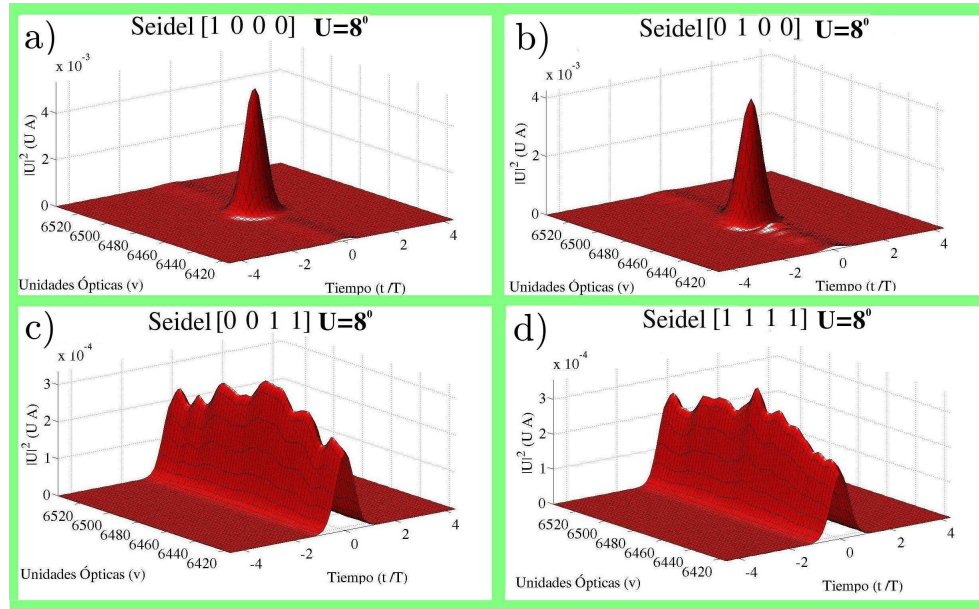 a)
Seidel [1 0 0 0] U=8⁰
x 10⁻³
4
2
0
|U|² (U A)
6520
6500
6480
6460
6440
6420
-4
-2
0
2
4
Unidades Ópticas (v)
Tiempo (t /T)
b)
Seidel [0 1 0 0] U=8⁰
x 10⁻³
4
2
0
|U|² (U A)
6520
6500
6480
6460
6440
6420
-4
-2
0
2
4
Unidades Ópticas (v)
Tiempo (t /T)
c)
Seidel [0 0 1 1] U=8⁰
x 10⁻⁴
3
2
1
0
|U|² (U A)
6520
6500
6480
6460
6440
6420
-4
-2
0
2
4
Unidades Ópticas (v)
Tiempo (t /T)
d)
Seidel [1 1 1 1] U=8⁰
x 10⁻⁴
3
2
1
0
|U|² (U A)
6520
6500
6480
6460
6440
6420
-4
-2
0
2
4
Unidades Ópticas (v)
Tiempo (t /T)